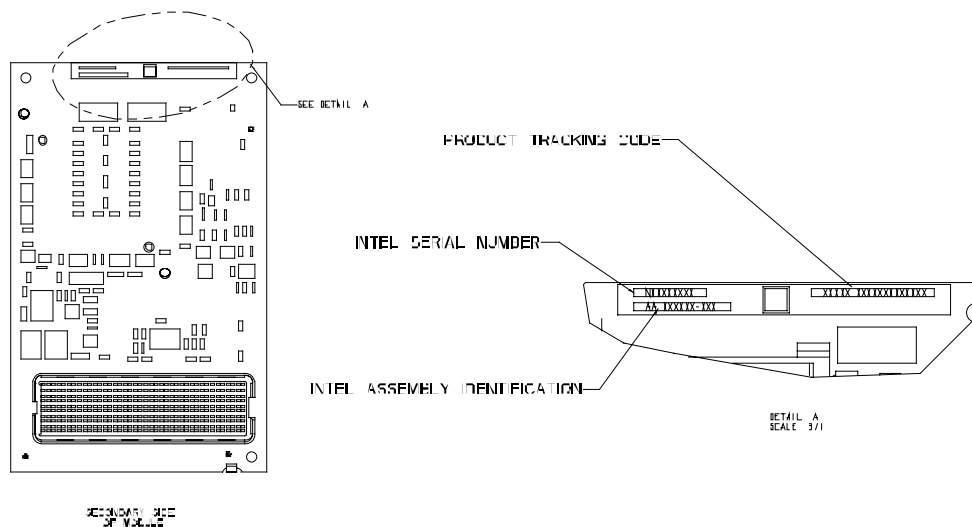 SEE DETAIL A
PRODUCT TRACKING CODE
INTEL SERIAL NUMBER
INTEL ASSEMBLY IDENTIFICATION
DETAIL A
SCALE 3/1
SECONDARY SIDE
OF MODULE